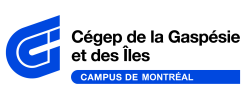 Cégep de la Gaspésie
et des Îles
CAMPUS DE MONTRÉAL